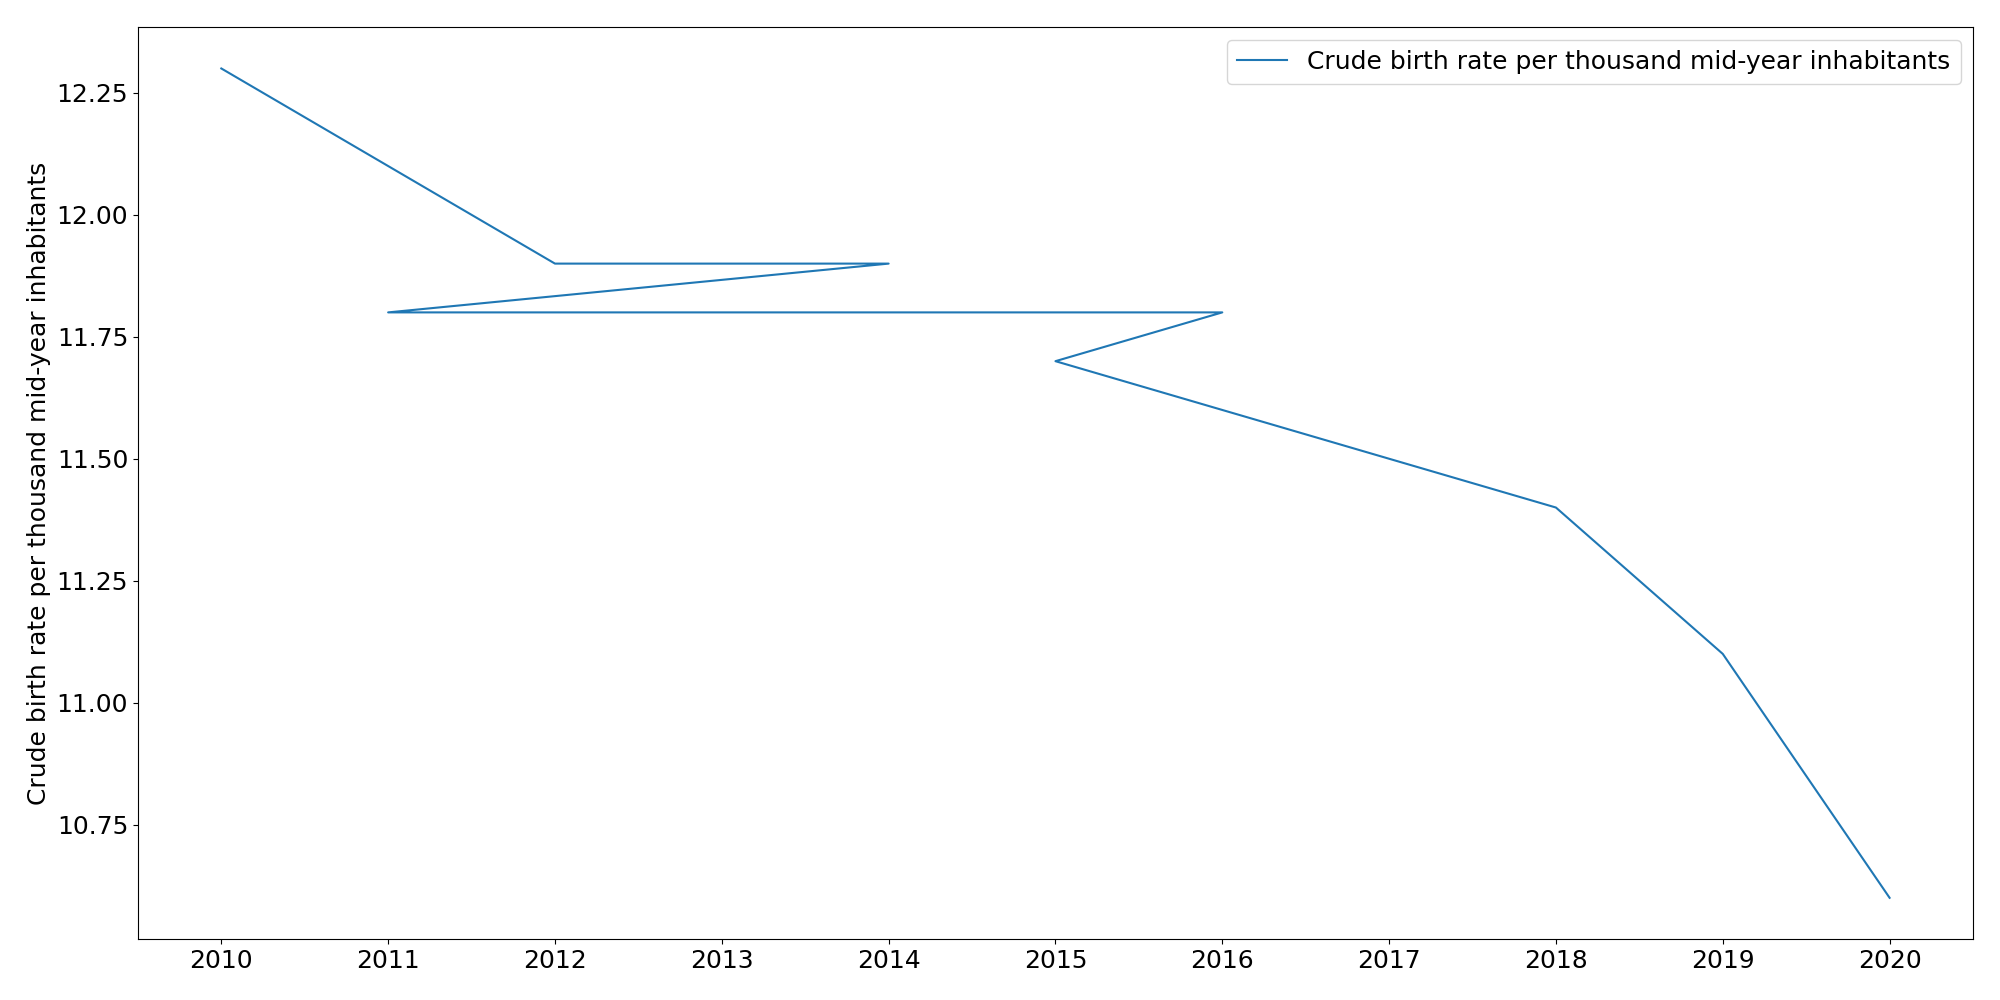 Crude birth rate per thousand mid-year inhabitants
Crude birth rate per thousand mid-year inhabitants
12.25
12.00
11.75
11.50
11.25
11.00
10.75
2010 2011 2012 2013 2014 2015 2016 2017 2018 2019 2020